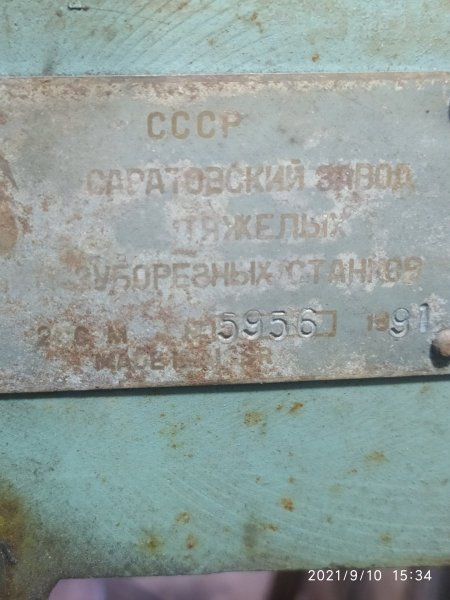 СССР
САРАТОВСКИЙ ЗАВОД
ТЯЖЕЛЫХ
ЗУБОРЕЗНЫХ СТАНКОВ
5956 1991
2021/9/10 15:34